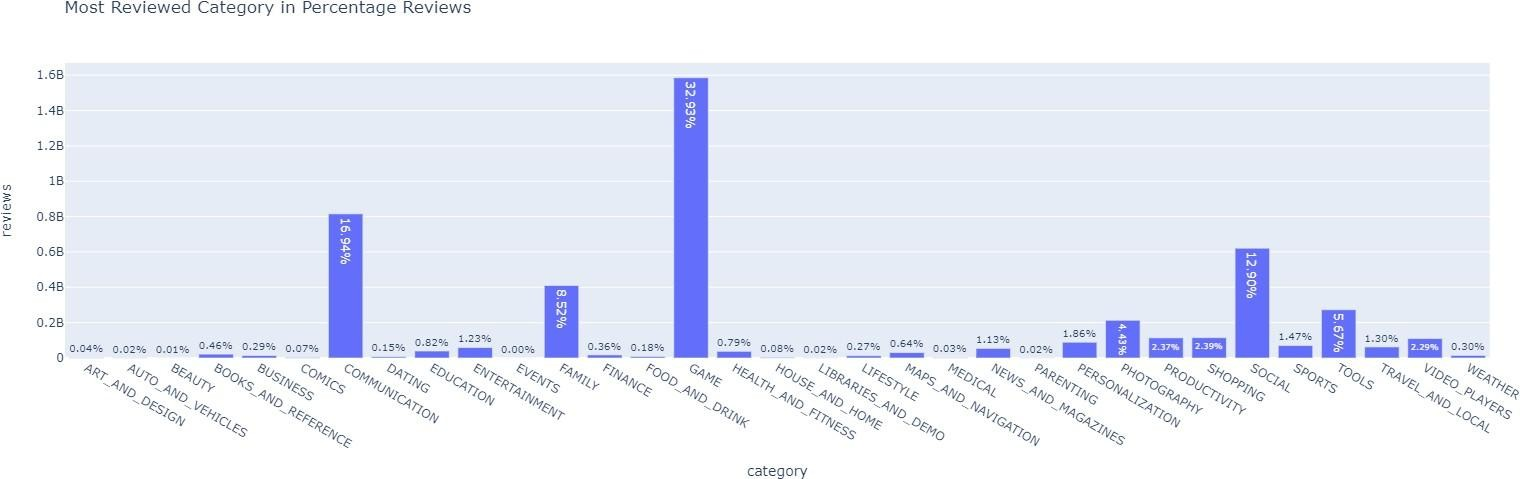 Most Reviewed Category in Percentage Reviews
reviews
1.6B
1.4B
1.2B
1B
0.8B
0.6B
0.4B
0.2B
0
0.04%
0.02%
0.01%
0.46%
0.29%
0.07%
16.94%
0.15%
0.82%
1.23%
0.00%
8.52%
0.36%
0.18%
32.93%
0.79%
0.08%
0.02%
0.27%
0.64%
0.03%
1.13%
0.02%
1.86%
4.43%
2.37%
2.39%
12.90%
1.47%
5.67%
1.30%
2.29%
0.30%
ART_AND_DESIGN
AUTO_AND_VEHICLES
BEAUTY
BOOKS_AND_REFERENCE
BUSINESS
COMICS
COMMUNICATION
DATING
EDUCATION
ENTERTAINMENT
EVENTS
FAMILY
FINANCE
FOOD_AND_DRINK
GAME
HEALTH_AND_FITNESS
HOUSE_AND_HOME
LIBRARIES_AND_DEMO
LIFESTYLE
MAPS_AND_NAVIGATION
MEDICAL
NEWS_AND_MAGAZINES
PARENTING
PERSONALIZATION
PHOTOGRAPHY
PRODUCTIVITY
SHOPPING
SOCIAL
SPORTS
TOOLS
TRAVEL_AND_LOCAL
VIDEO_PLAYERS
WEATHER
category